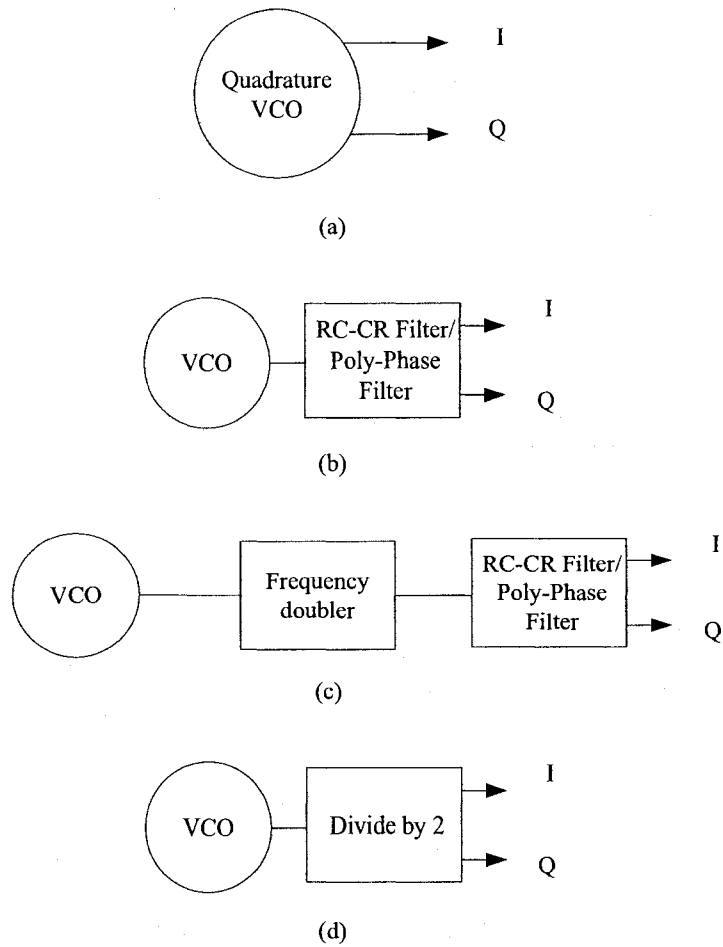 I
Quadrature
VCO
Q
(a)
I
RC-CR Filter/
VCO
Poly-Phase
Filter
Q
(b)
I
RC-CR Filter/
Frequency
VCO
Poly-Phase
doubler
Filter
Q
(c)
I
VCO
Divide by 2
Q
(d)